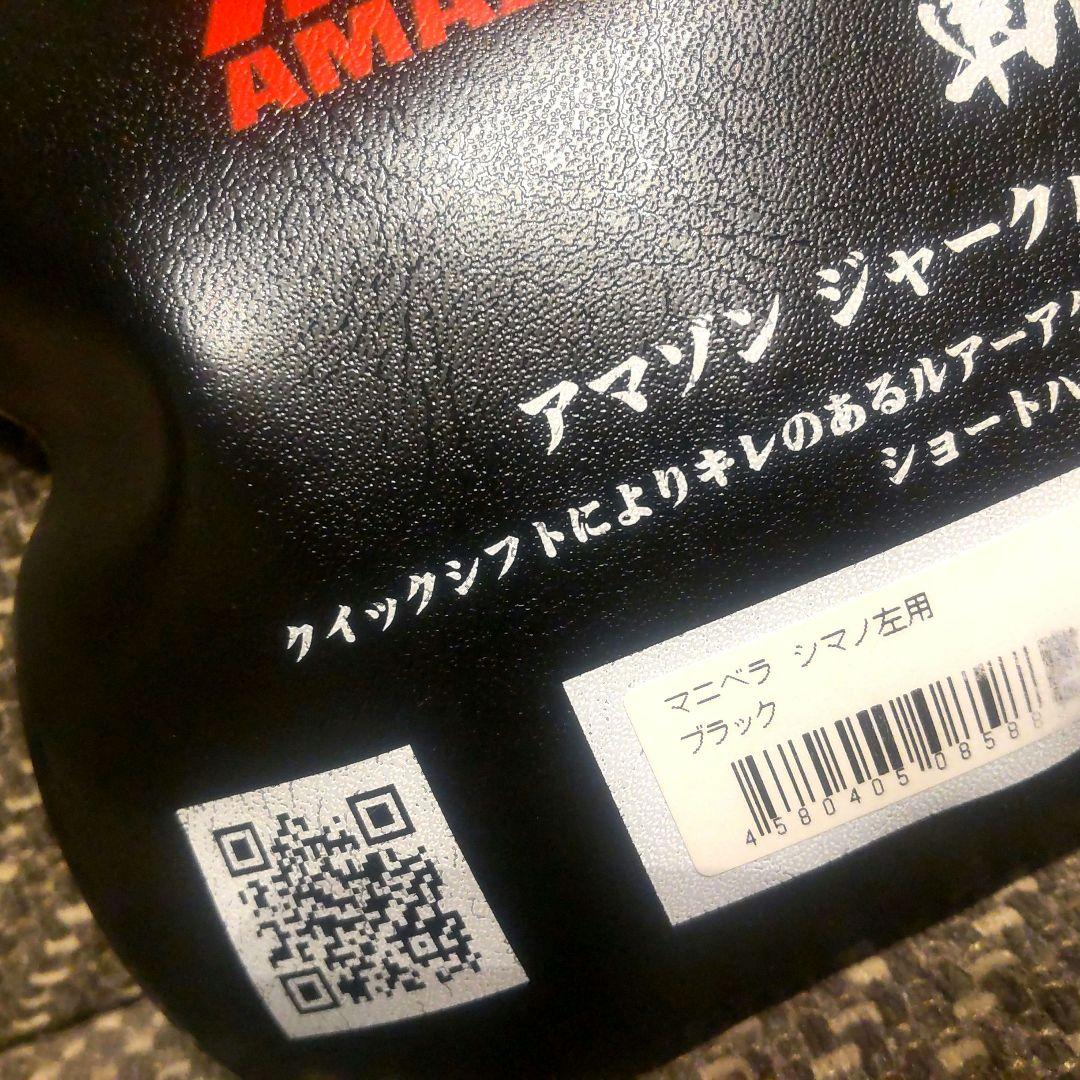 アマゾン ジャーク
クイックシフトによりキレのあるルアーア
ショートハ
マニベラ シマノ左用
ブラック
4580405 08588